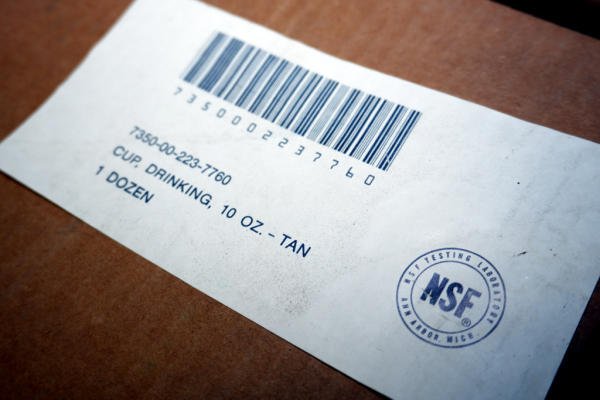 7350002237760
7350-00-223-7760
CUP, DRINKING, 10 OZ. – TAN
1 DOZEN
NSF TESTING LABORATORY
NSF®
ANN ARBOR, MICH.